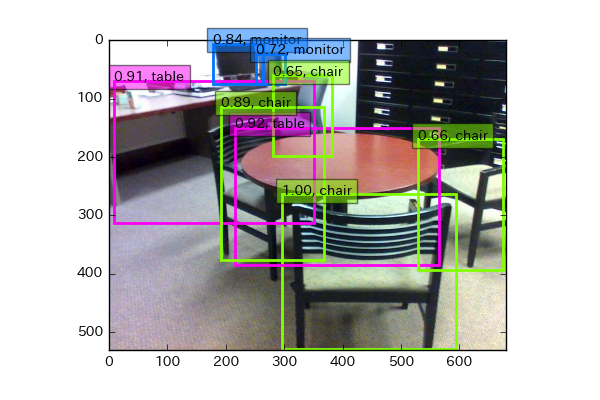 0.84, monitor
0.72, monitor
0.65, chair
0.91, table
0.89, chair
0.92, table
0.66, chair
1.00, chair
0
100
200
300
400
500
0 100 200 300 400 500 600